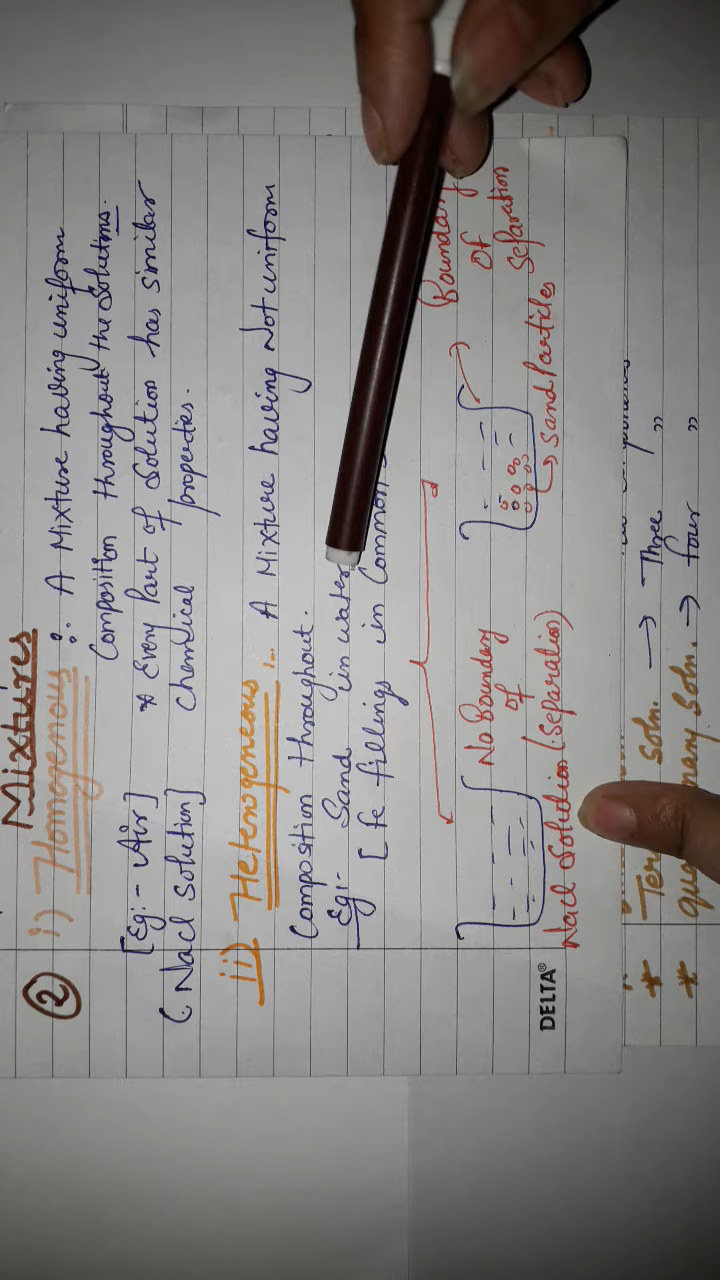 Mixtures
② i) Homogenous :. A Mixture having uniform
Composition throughout the Solutions.
[Eg:- Air] * Every Part of Solution has similar
( Nacl Solution] chemical properties.
ii) Heterogeneous :. A Mixture having Not uniform
Composition throughout.
Eg:- Sand in water
[ Fe fillings in Common
No Boundary
of
(Separation)
Boundary
of
Separation
Nacl Solution
→ Sand Particles
DELTA®
* soln. → Three "
* soln. → four "